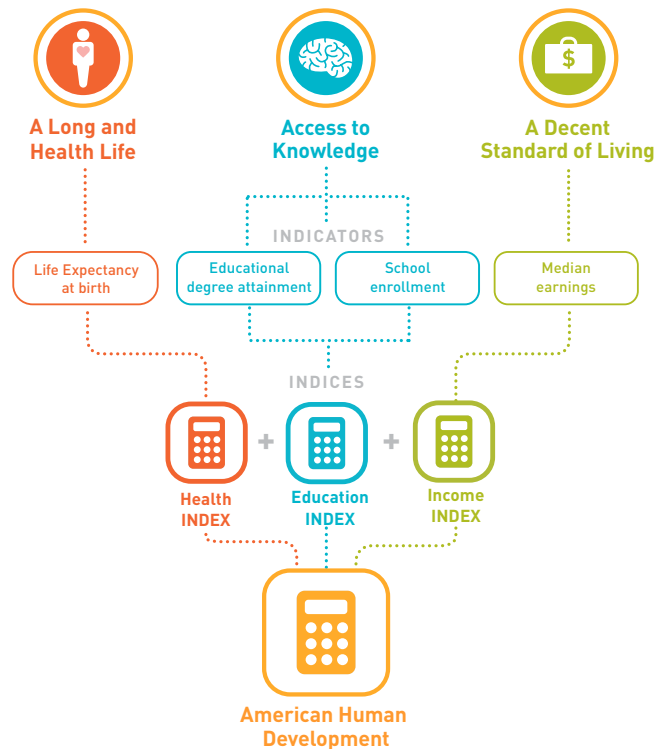 A Long and
Health Life
Access to
Knowledge
$
A Decent
Standard of Living
INDICATORS
Life Expectancy
at birth
Educational
degree attainment
School
enrollment
Median
earnings
INDICES
+
+
Health
INDEX
Education
INDEX
Income
INDEX
American Human
Development